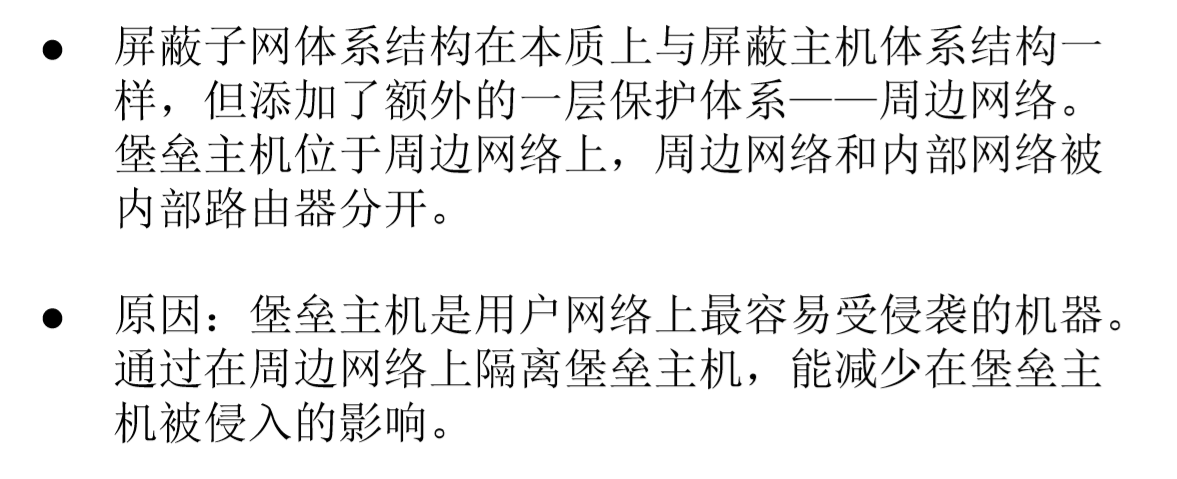 ● 屏蔽子网体系结构在本质上与屏蔽主机体系结构一
样，但添加了额外的一层保护体系——周边网络。
堡垒主机位于周边网络上，周边网络和内部网络被
内部路由器分开。
● 原因：堡垒主机是用户网络上最容易受侵袭的机器。
通过在周边网络上隔离堡垒主机，能减少在堡垒主
机被侵入的影响。